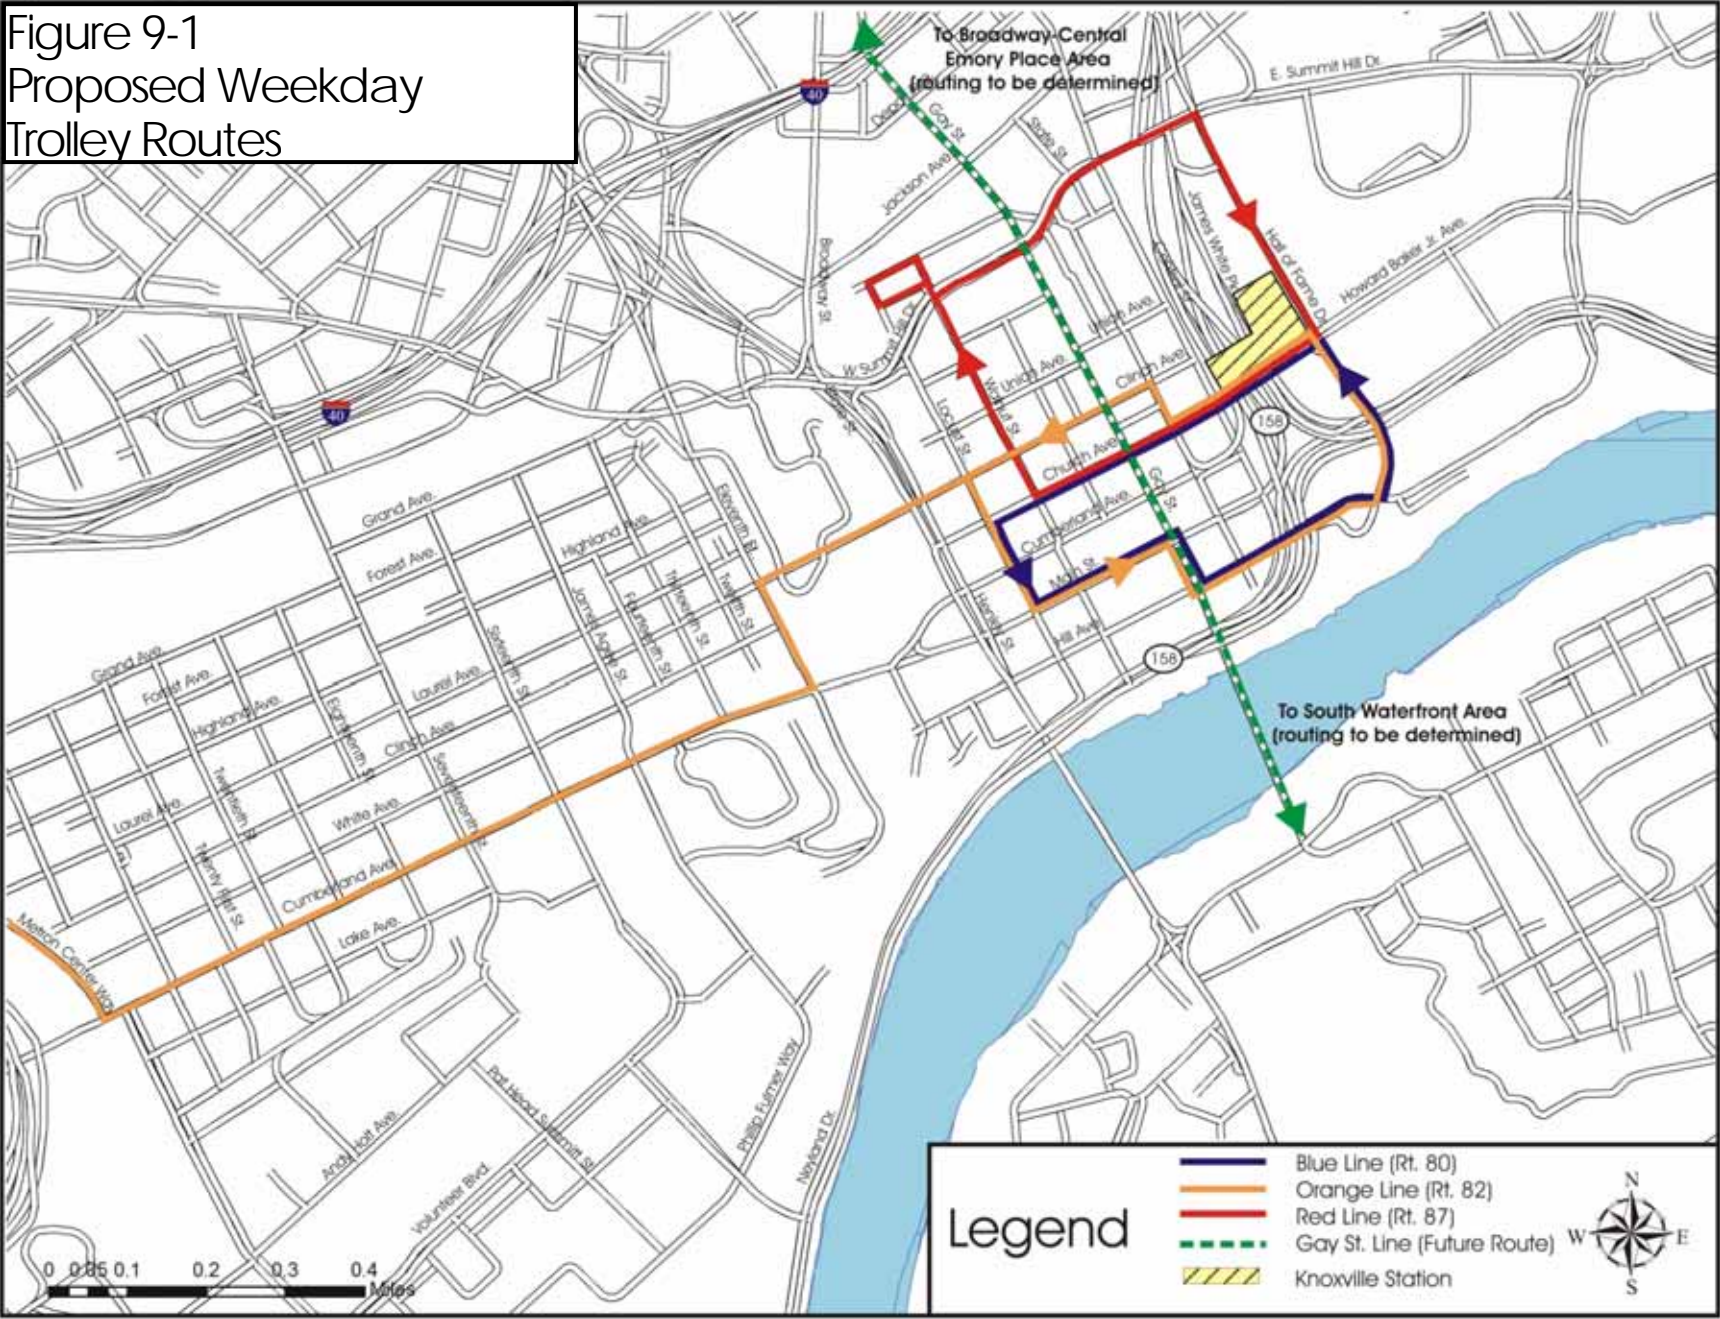 Figure 9-1
Proposed Weekday
Trolley Routes
To Broadway-Central
Emory Place Area
(routing to be determined)
40
E. Summit Hill Dr.
Gay St.
State St.
Jackson Ave.
James White
Hall of Fame Dr.
Howard Baker Jr. Ave.
Broadway St.
W Summit Hill Dr.
Union Ave.
W Union Ave.
Clinch Ave.
Walnut St.
Locust St.
Church Ave.
Gay St.
Cumberland Ave.
Main St.
Henley St.
Hill Ave.
158
158
40
Grand Ave.
Forest Ave.
Highland Ave.
Eleventh St.
Twelfth St.
Thirteenth St.
Fourteenth St.
James Agee St.
Sixteenth St.
Laurel Ave.
Clinch Ave.
Seventeenth St.
Eighteenth St.
Grand Ave.
Forest Ave.
Highland Ave.
Twentieth St.
Laurel Ave.
White Ave.
Twenty First St.
Cumberland Ave.
Lake Ave.
Metron Center Way
To South Waterfront Area
(routing to be determined)
Pat Head Summitt St.
Andy Holt Ave.
Volunteer Blvd.
Philip Fulmer Way
Neyland Dr.
0 0.05 0.1 0.2 0.3 0.4
Miles
Legend
Blue Line (Rt. 80)
Orange Line (Rt. 82)
Red Line (Rt. 87)
Gay St. Line (Future Route)
Knoxville Station
N
W E
S